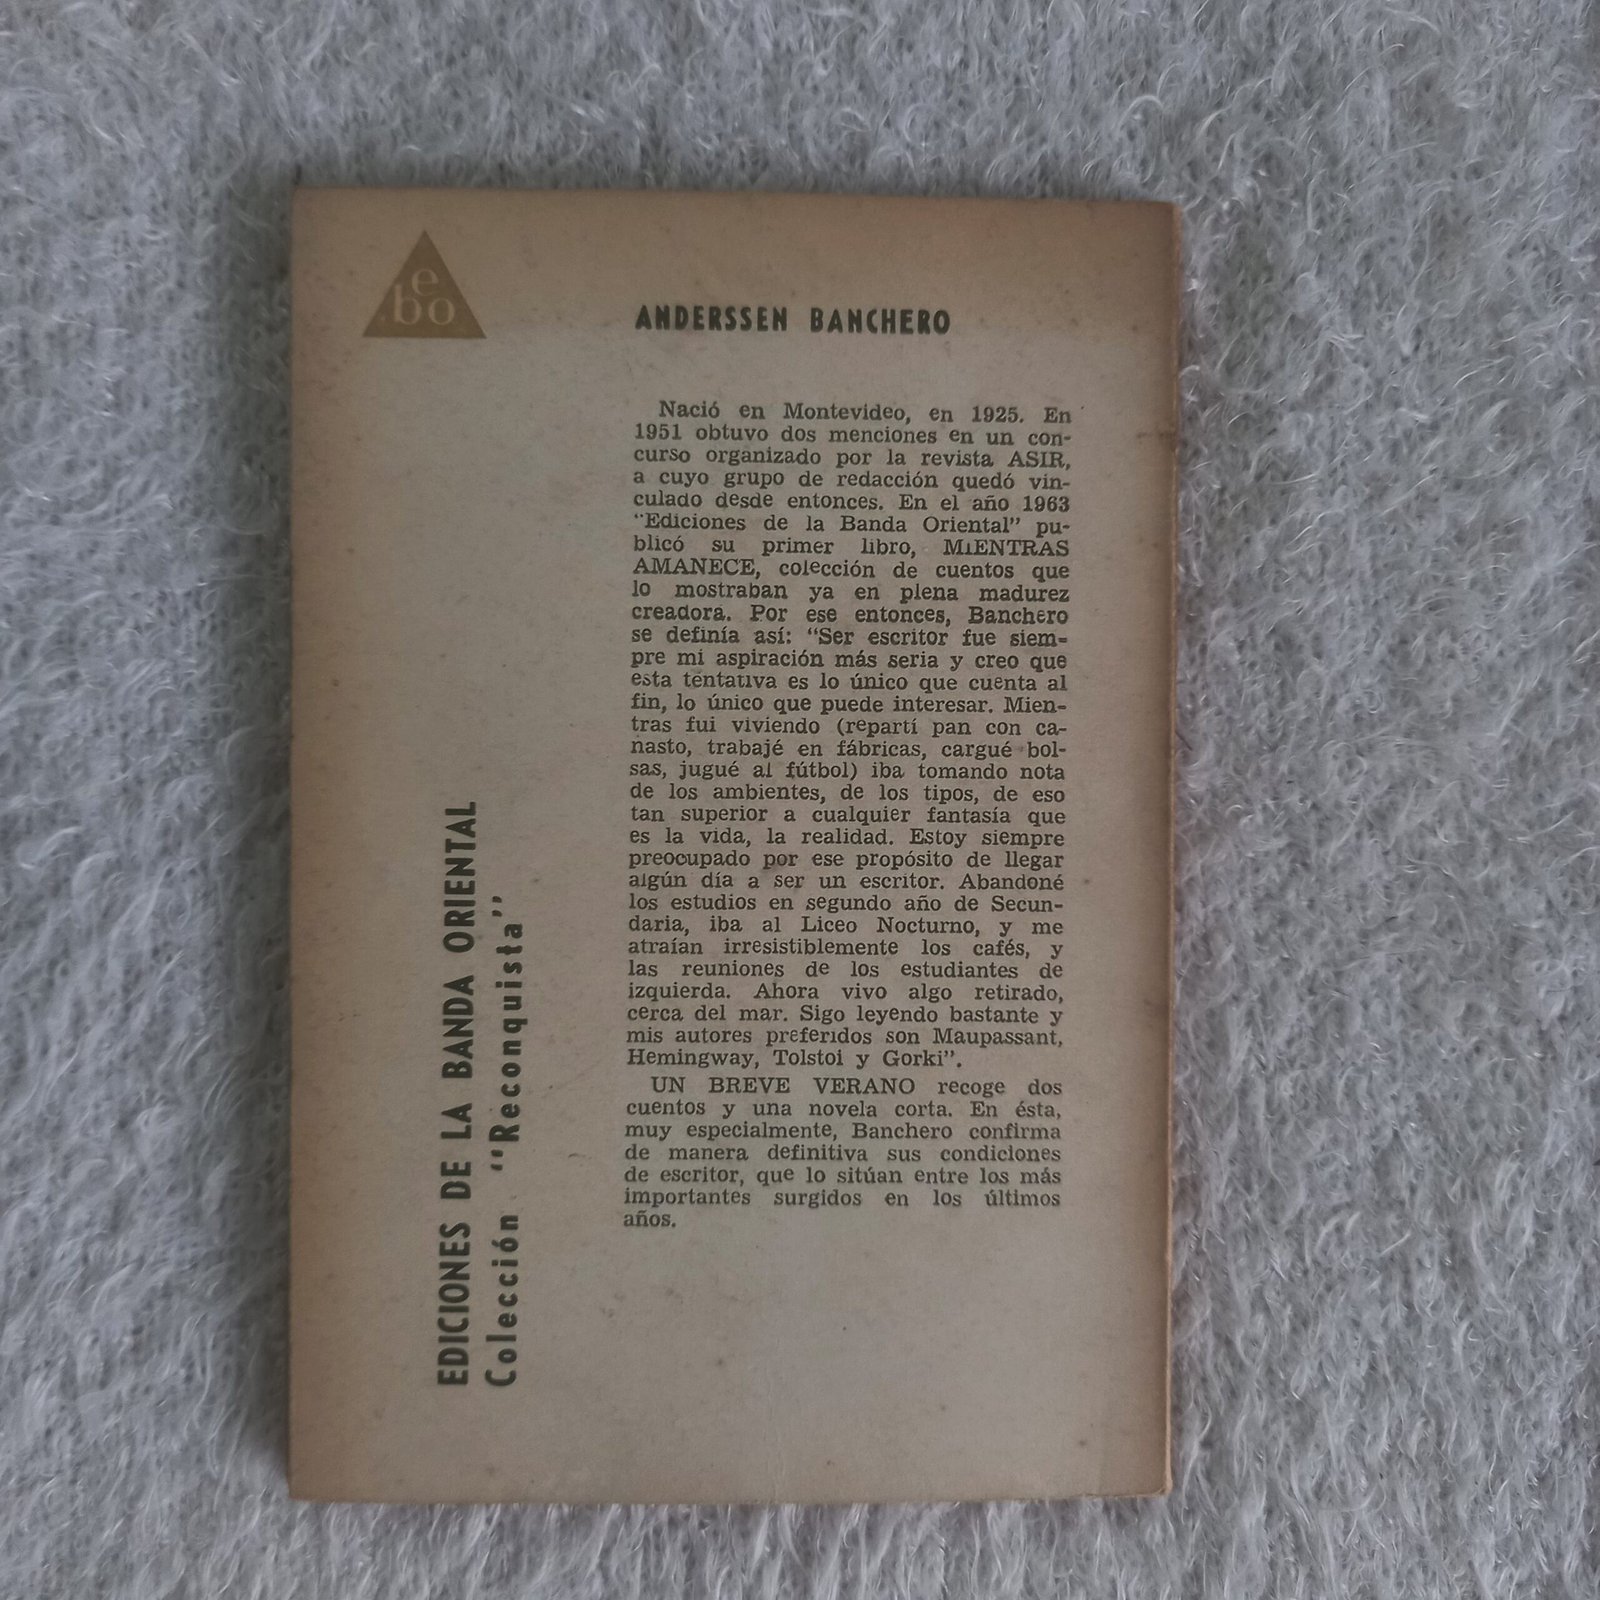 e
bo
ANDERSSEN BANCHERO
Nació en Montevideo, en 1925. En
1951 obtuvo dos menciones en un con-
curso organizado por la revista ASIR,
a cuyo grupo de redacción quedó vin-
culado desde entonces. En el año 1963
"Ediciones de la Banda Oriental" pu-
blicó su primer libro, MIENTRAS
AMANECE, colección de cuentos que
lo mostraban ya en plena madurez
creadora. Por ese entonces, Banchero
se definía así: "Ser escritor fue siem-
pre mi aspiración más seria y creo que
esta tentativa es lo único que cuenta al
fin, lo único que puede interesar. Mien-
tras fui viviendo (repartí pan con ca-
nasto, trabajé en fábricas, cargué bol-
sas, jugué al fútbol) iba tomando nota
de los ambientes, de los tipos, de eso
tan superior a cualquier fantasía que
es la vida, la realidad. Estoy siempre
preocupado por ese propósito de llegar
algún día a ser un escritor. Abandoné
los estudios en segundo año de Secun-
daria, iba al Liceo Nocturno, y me
atraían irresistiblemente los cafés, y
las reuniones de los estudiantes de
izquierda. Ahora vivo algo retirado,
cerca del mar. Sigo leyendo bastante y
mis autores preferidos son Maupassant,
Hemingway, Tolstoi y Gorki".
UN BREVE VERANO recoge dos
cuentos y una novela corta. En ésta,
muy especialmente, Banchero confirma
de manera definitiva sus condiciones
de escritor, que lo sitúan entre los más
importantes surgidos en los últimos
años.
EDICIONES DE LA BANDA ORIENTAL
Colección "Reconquista"